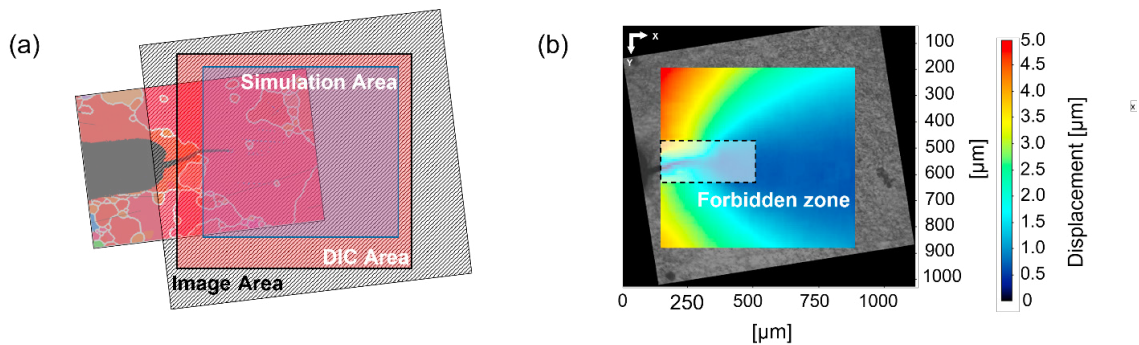 (a)
Simulation Area
DIC Area
Image Area
(b)
X
Y
Forbidden zone
0
250
500
750
1000
[µm]
100
200
300
400
500
600
700
800
900
1000
[µm]
5.0
4.5
4.0
3.5
3.0
2.5
2.0
1.5
1.0
0.5
0
Displacement [µm]
x